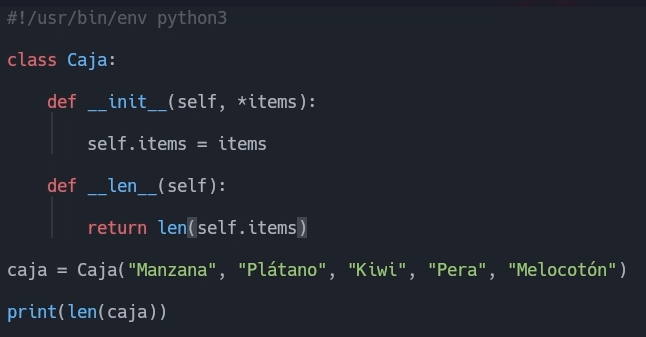 #!/usr/bin/env python3
class Caja:
    def __init__(self, *items):
        self.items = items
    def __len__(self):
        return len(self.items)
caja = Caja("Manzana", "Plátano", "Kiwi", "Pera", "Melocotón")
print(len(caja))